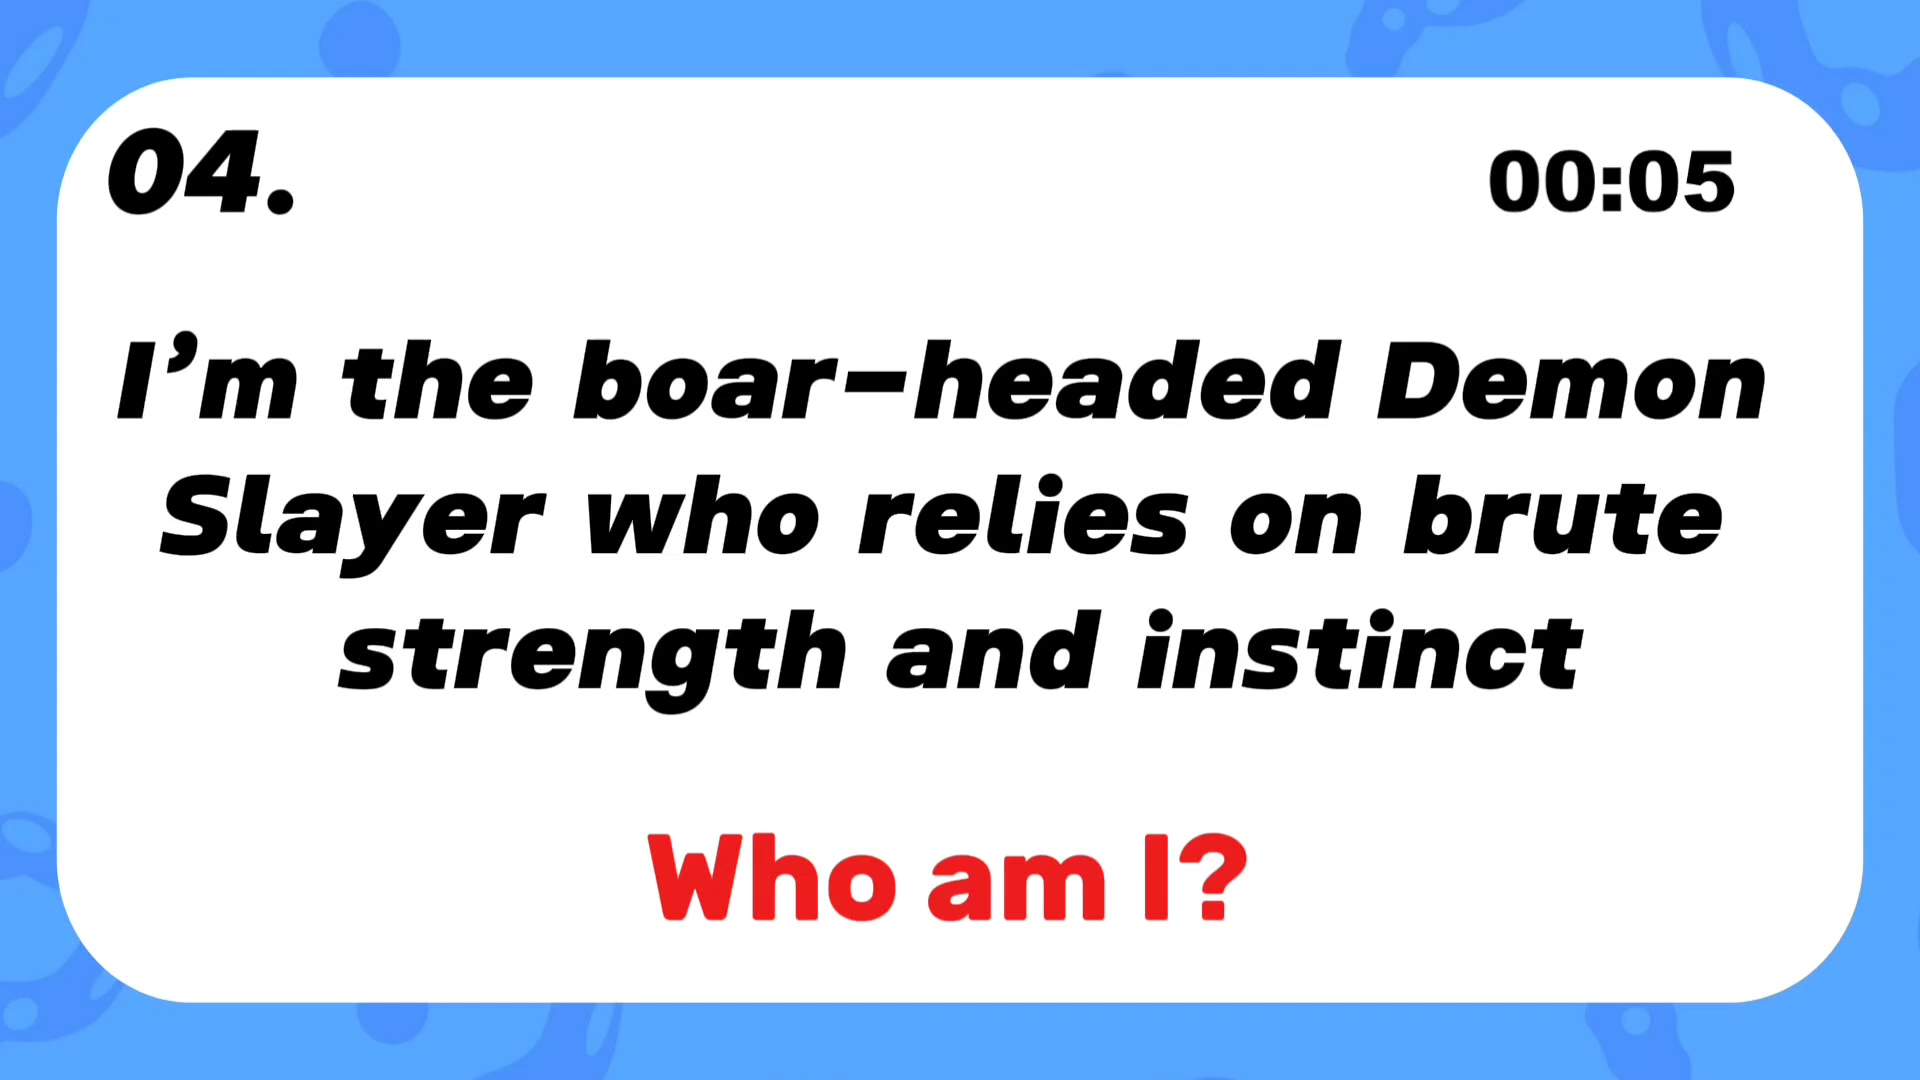 04.
00:05
I’m the boar-headed Demon
Slayer who relies on brute
strength and instinct
Who am I?